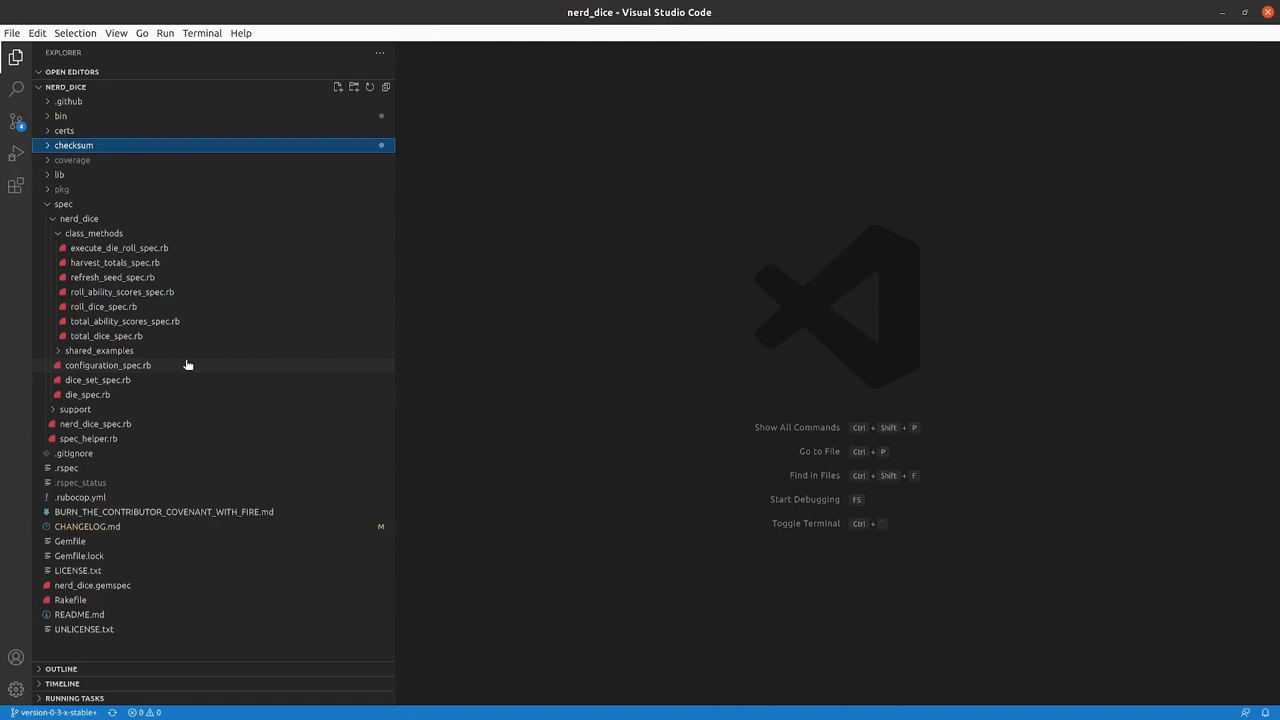 nerd_dice - Visual Studio Code
File Edit Selection View Go Run Terminal Help
EXPLORER
OPEN EDITORS
NERD_DICE
.github
bin
certs
checksum
coverage
lib
pkg
spec
nerd_dice
class_methods
execute_die_roll_spec.rb
harvest_totals_spec.rb
refresh_seed_spec.rb
roll_ability_scores_spec.rb
roll_dice_spec.rb
total_ability_scores_spec.rb
total_dice_spec.rb
shared_examples
configuration_spec.rb
dice_set_spec.rb
die_spec.rb
support
nerd_dice_spec.rb
spec_helper.rb
.gitignore
.rspec
.rspec_status
.rubocop.yml
BURN_THE_CONTRIBUTOR_COVENANT_WITH_FIRE.md
CHANGELOG.md M
Gemfile
Gemfile.lock
LICENSE.txt
nerd_dice.gemspec
Rakefile
README.md
UNLICENSE.txt
OUTLINE
TIMELINE
RUNNING TASKS
4
Show All Commands Ctrl + Shift + P
Go to File Ctrl + P
Find in Files Ctrl + Shift + F
Start Debugging F5
Toggle Terminal Ctrl + `
version-0-3-x-stable+ 0 0